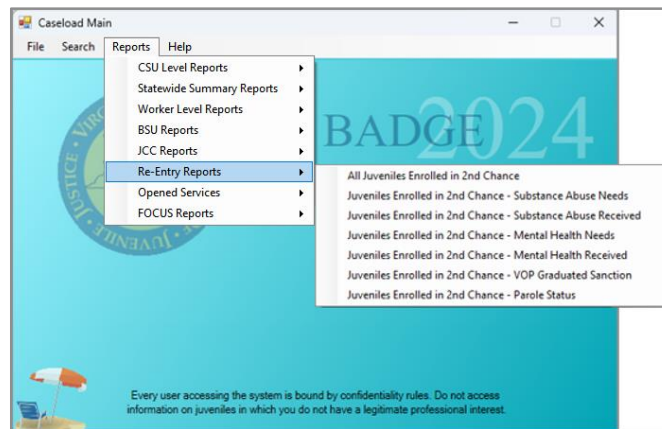 Caseload Main
File Search Reports Help
CSU Level Reports
Statewide Summary Reports
Worker Level Reports
BSU Reports
JCC Reports
Re-Entry Reports
Opened Services
FOCUS Reports
BADGE 2024
All Juveniles Enrolled in 2nd Chance
Juveniles Enrolled in 2nd Chance - Substance Abuse Needs
Juveniles Enrolled in 2nd Chance - Substance Abuse Received
Juveniles Enrolled in 2nd Chance - Mental Health Needs
Juveniles Enrolled in 2nd Chance - Mental Health Received
Juveniles Enrolled in 2nd Chance - VOP Graduated Sanction
Juveniles Enrolled in 2nd Chance - Parole Status
JUSTICE
Every user accessing the system is bound by confidentiality rules. Do not access
information on juveniles in which you do not have a legitimate professional interest.